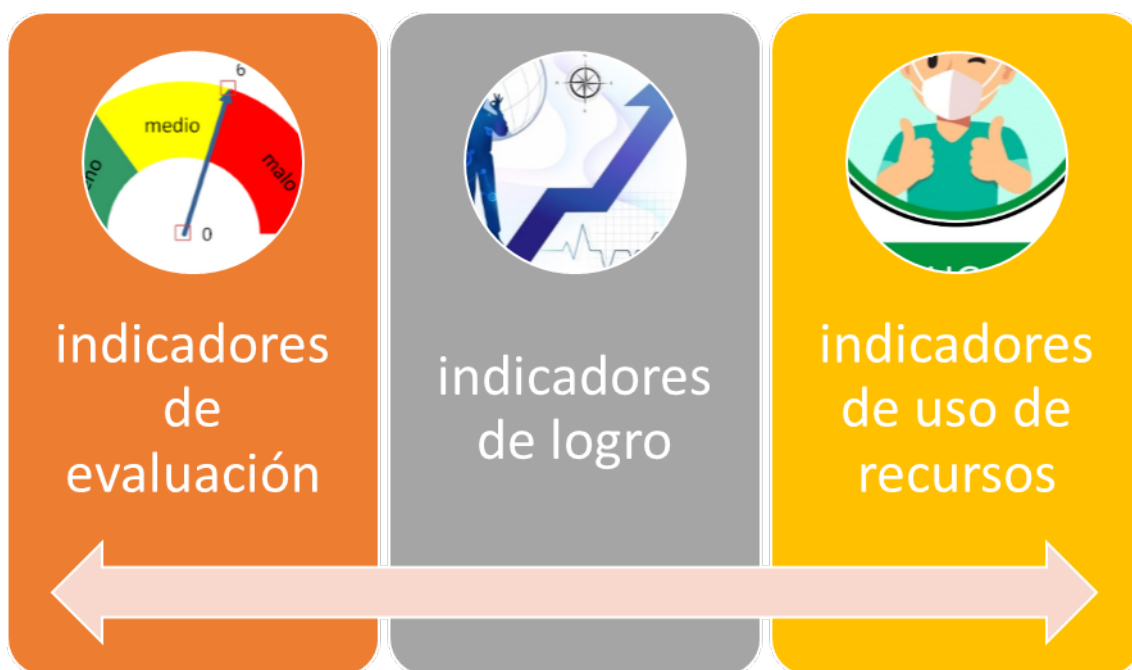 6
medio
malo
0
indicadores
de
evaluación
indicadores
de logro
indicadores
de uso de
recursos